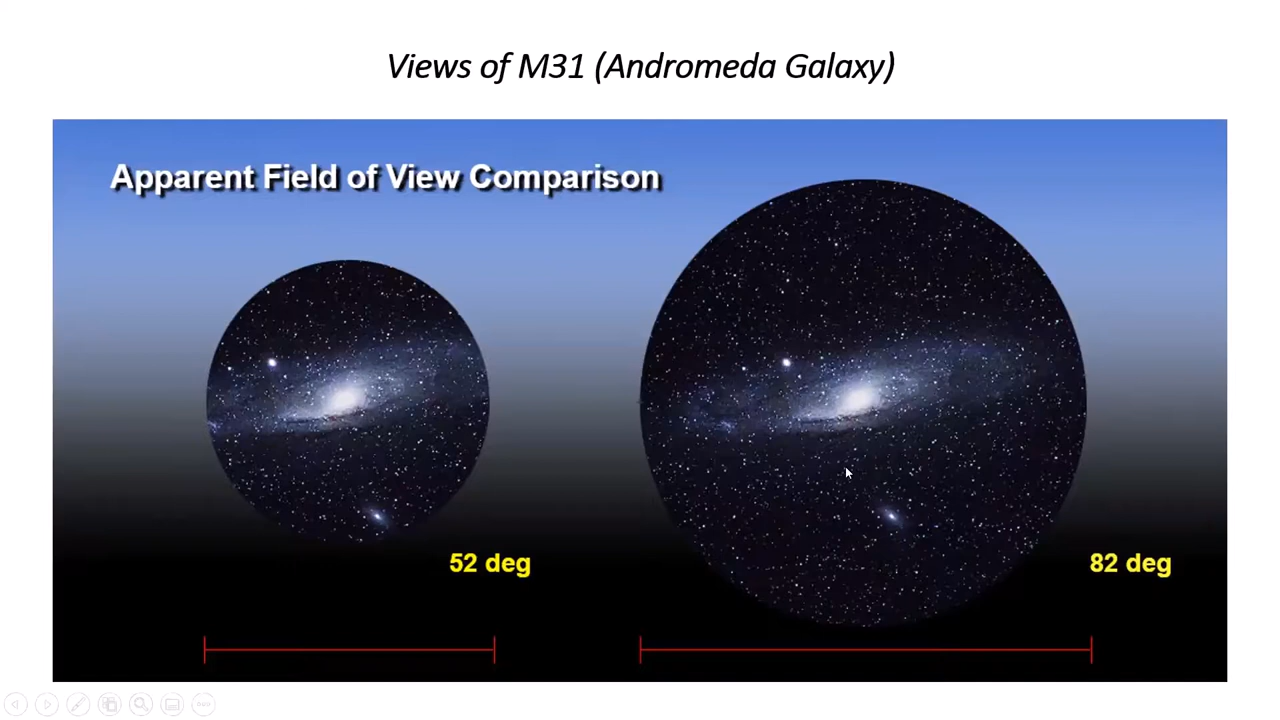 Views of M31 (Andromeda Galaxy)
Apparent Field of View Comparison
52 deg
82 deg